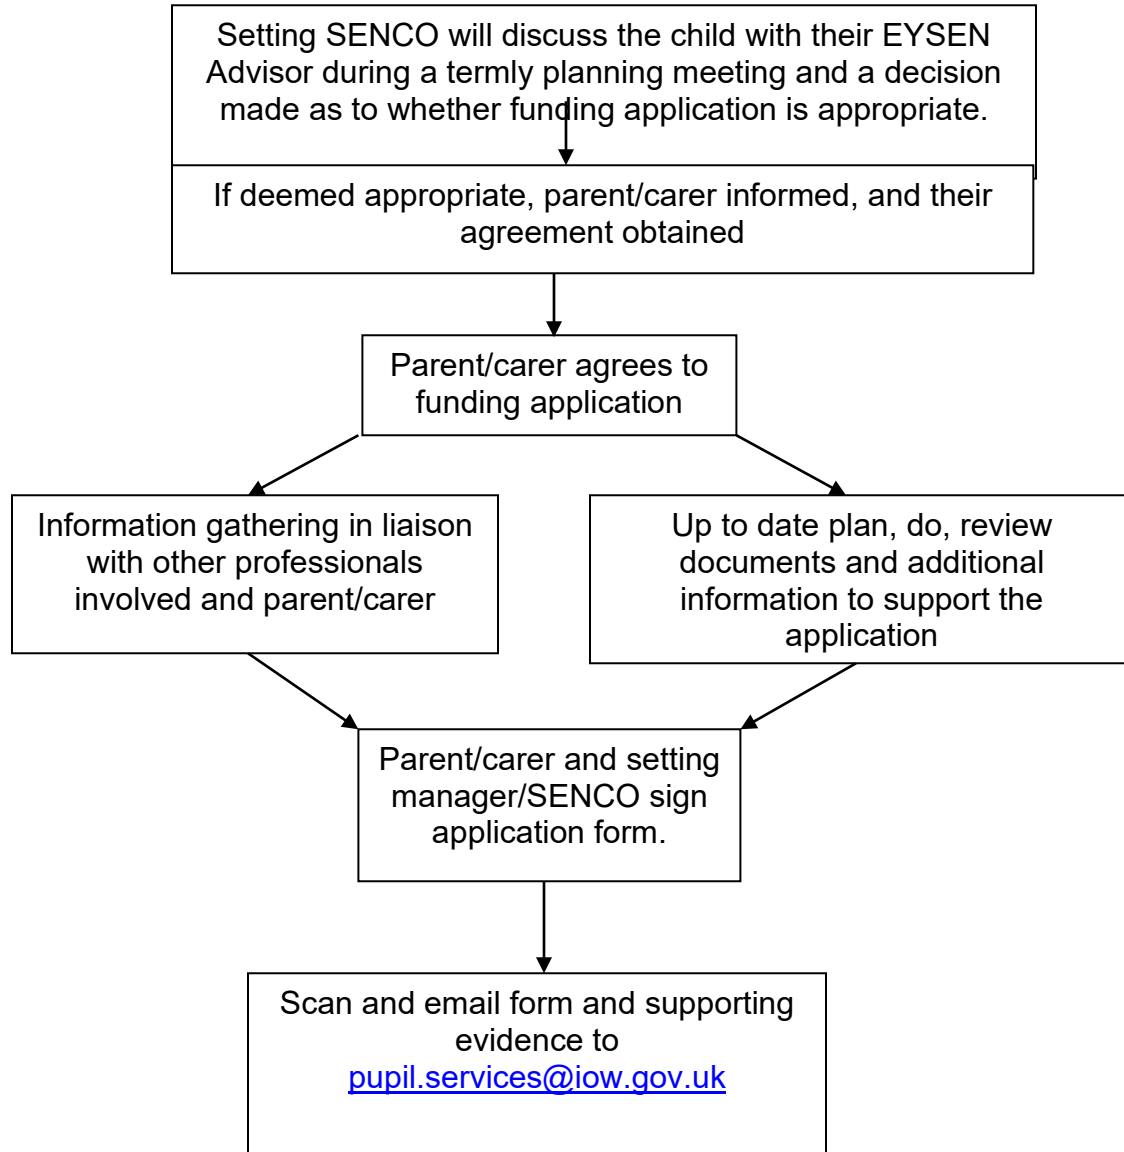 Setting SENCO will discuss the child with their EYSEN
Advisor during a termly planning meeting and a decision
made as to whether funding application is appropriate.
If deemed appropriate, parent/carer informed, and their
agreement obtained
Parent/carer agrees to
funding application
Information gathering in liaison
with other professionals
involved and parent/carer
Up to date plan, do, review
documents and additional
information to support the
application
Parent/carer and setting
manager/SENCO sign
application form.
Scan and email form and supporting
evidence to
pupil.services@iow.gov.uk